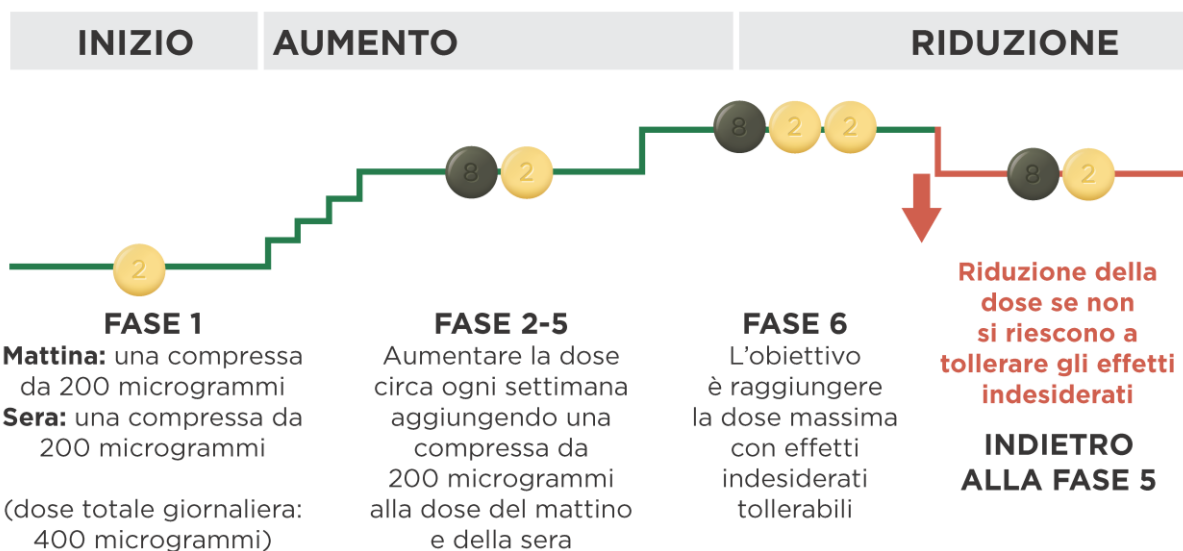 INIZIO
AUMENTO
RIDUZIONE
2
8 2
8 2 2
8 2
FASE 1
Mattina: una compressa
da 200 microgrammi
Sera: una compressa da
200 microgrammi
(dose totale giornaliera:
400 microgrammi)
FASE 2-5
Aumentare la dose
circa ogni settimana
aggiungendo una
compressa da
200 microgrammi
alla dose del mattino
e della sera
FASE 6
L’obiettivo
è raggiungere
la dose massima
con effetti
indesiderati
tollerabili
Riduzione della
dose se non
si riescono a
tollerare gli effetti
indesiderati
INDIETRO
ALLA FASE 5